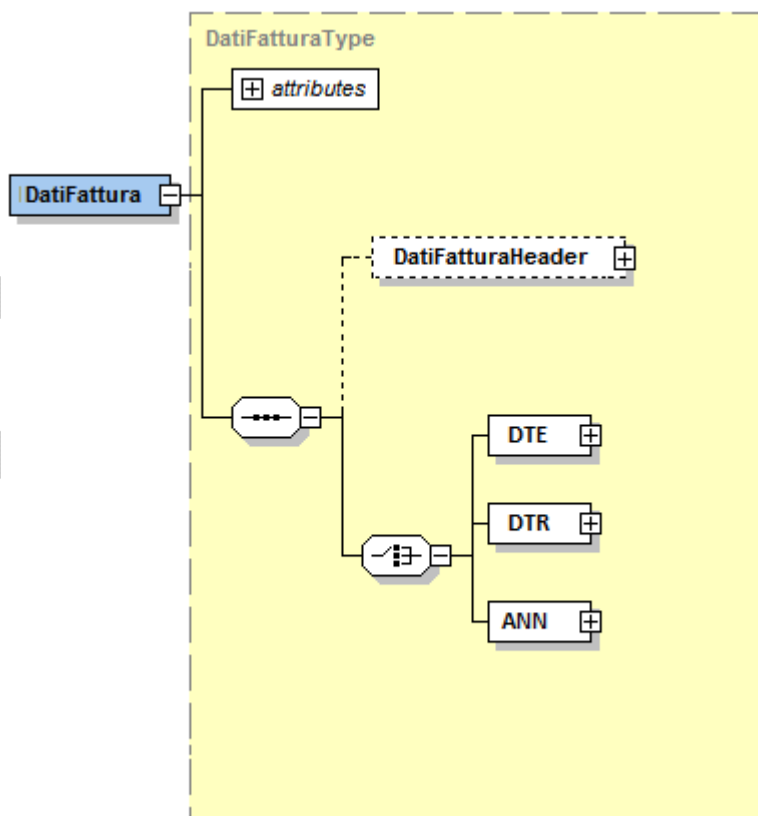 DatiFatturaType
attributes
DatiFattura
DatiFatturaHeader
DTE
DTR
ANN